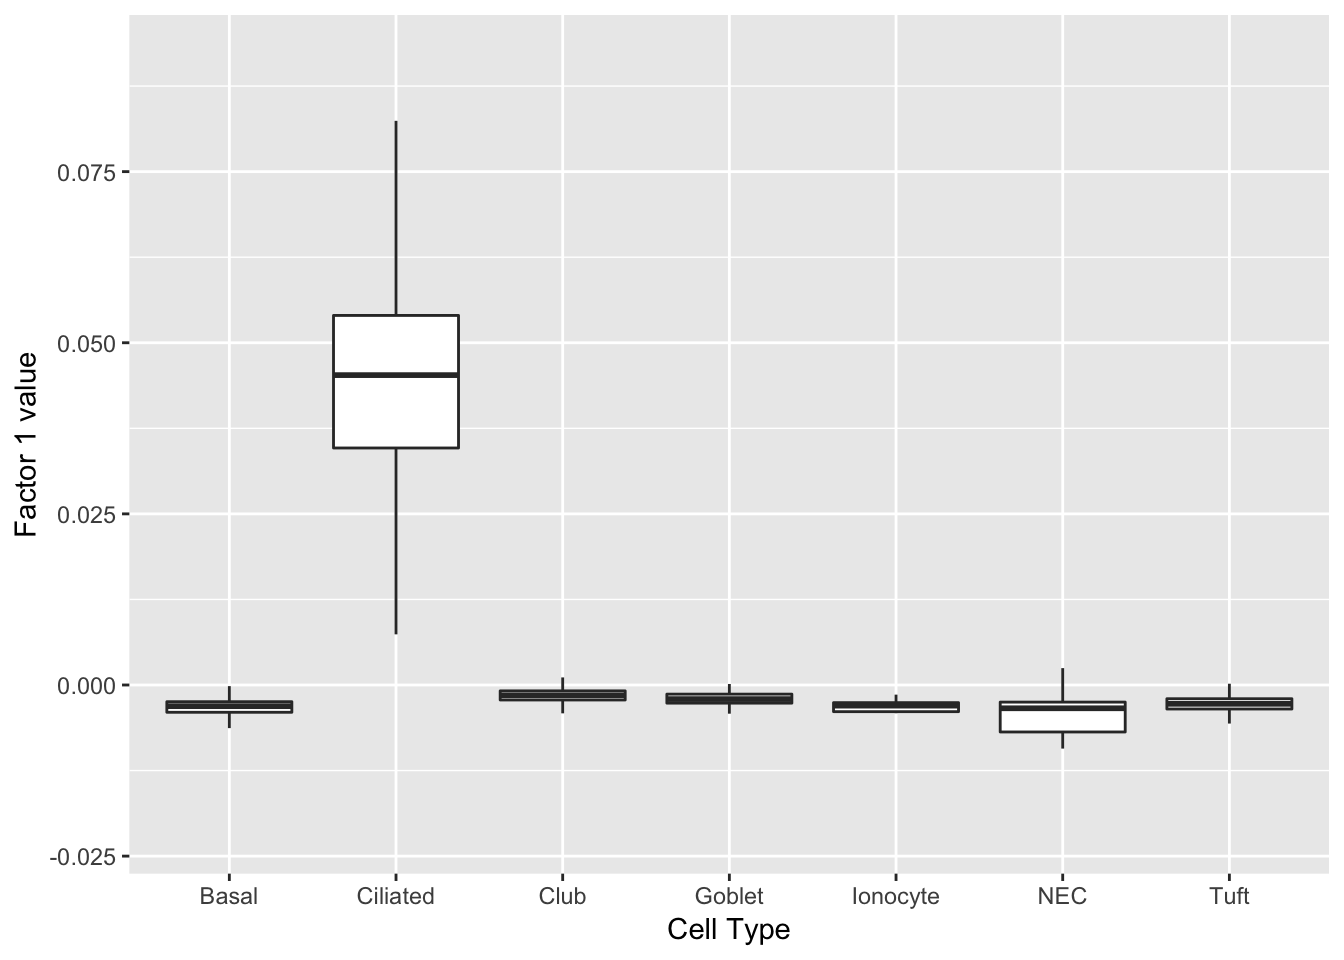 Factor 1 value
0.075
0.050
0.025
0.000
-0.025
Basal Ciliated Club Goblet Ionocyte NEC Tuft
Cell Type